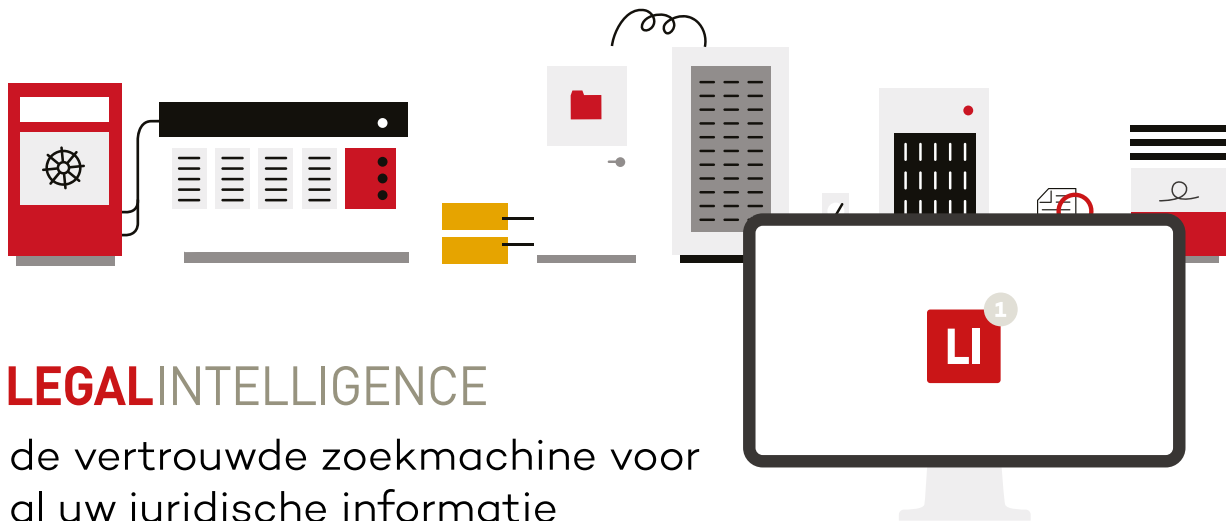 1
LI
LEGALINTELLIGENCE
de vertrouwde zoekmachine voor
al uw juridische informatie